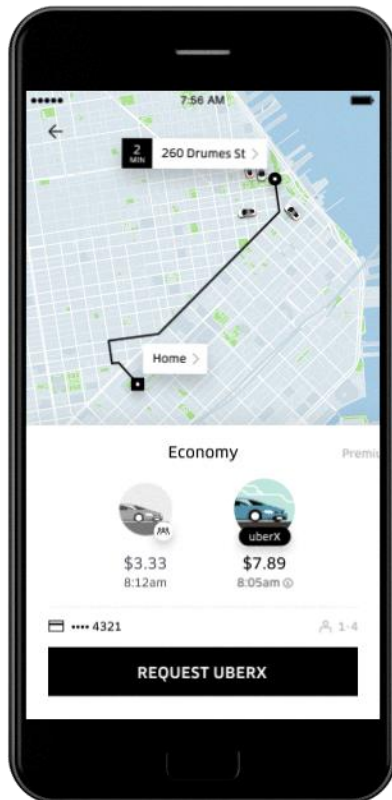 7:56 AM
2
MIN
260 Drumes St >
Home >
Economy
Premiu
uberX
$3.33
$7.89
8:12am
8:05am
•••• 4321
1-4
REQUEST UBERX